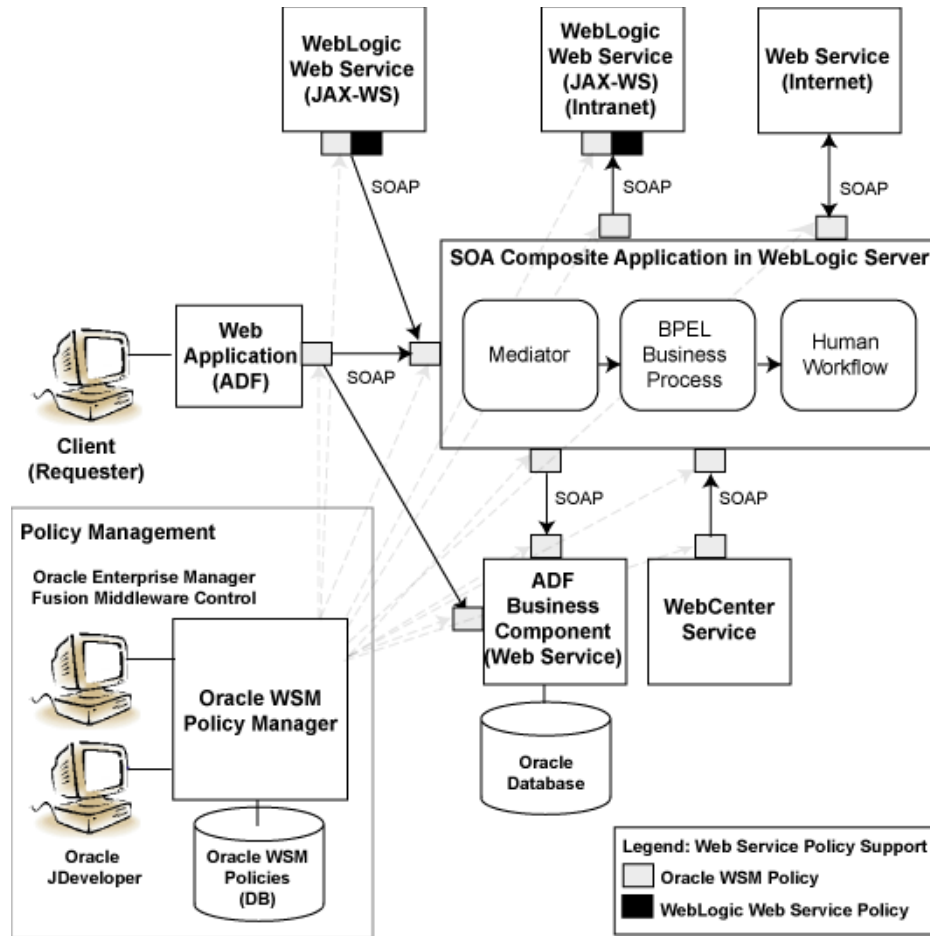 WebLogic
Web Service
(JAX-WS)
WebLogic
Web Service
(JAX-WS)
(Intranet)
Web Service
(Internet)
SOAP
SOAP
SOAP
SOA Composite Application in WebLogic Server
Mediator
BPEL
Business
Process
Human
Workflow
Web
Application
(ADF)
SOAP
Client
(Requester)
SOAP
SOAP
ADF
Business
Component
(Web Service)
WebCenter
Service
Oracle
Database
Policy Management
Oracle Enterprise Manager
Fusion Middleware Control
Oracle WSM
Policy Manager
Oracle
JDeveloper
Oracle WSM
Policies
(DB)
Legend: Web Service Policy Support
Oracle WSM Policy
WebLogic Web Service Policy